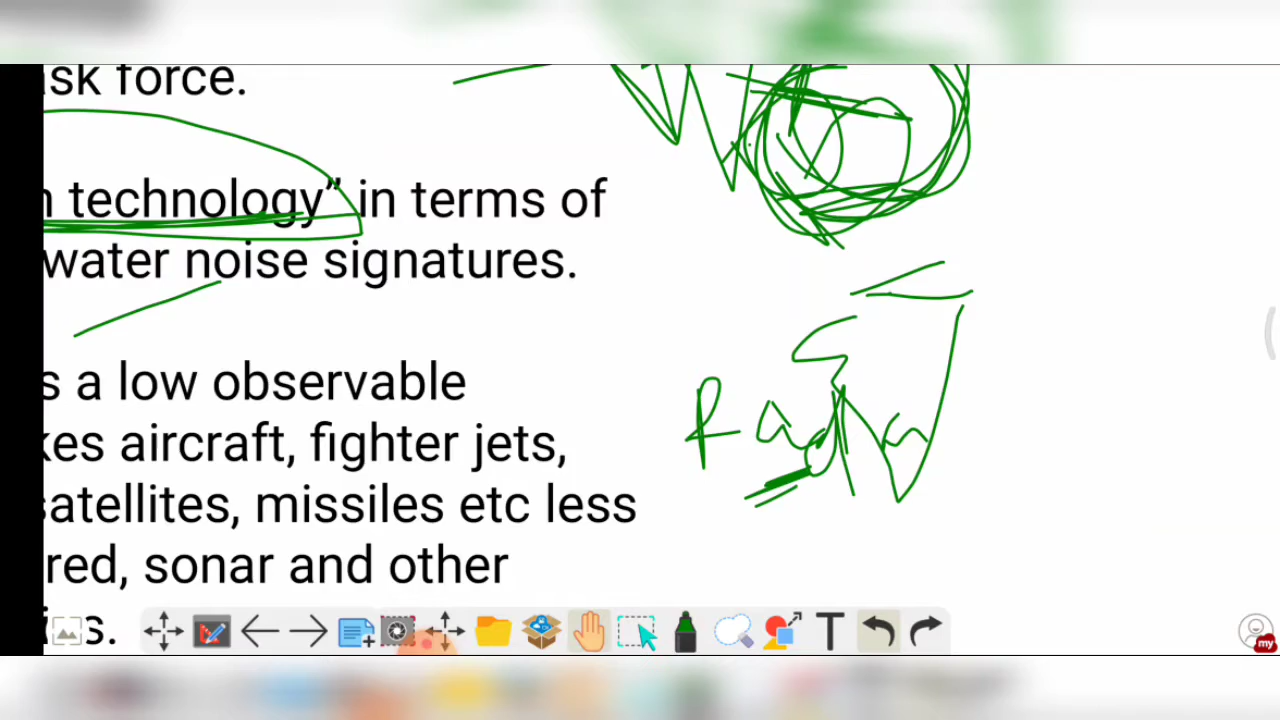 sk force.
technology” in terms of
water noise signatures.
s a low observable
kes aircraft, fighter jets,
satellites, missiles etc less
red, sonar and other
s.
Radar
T
my